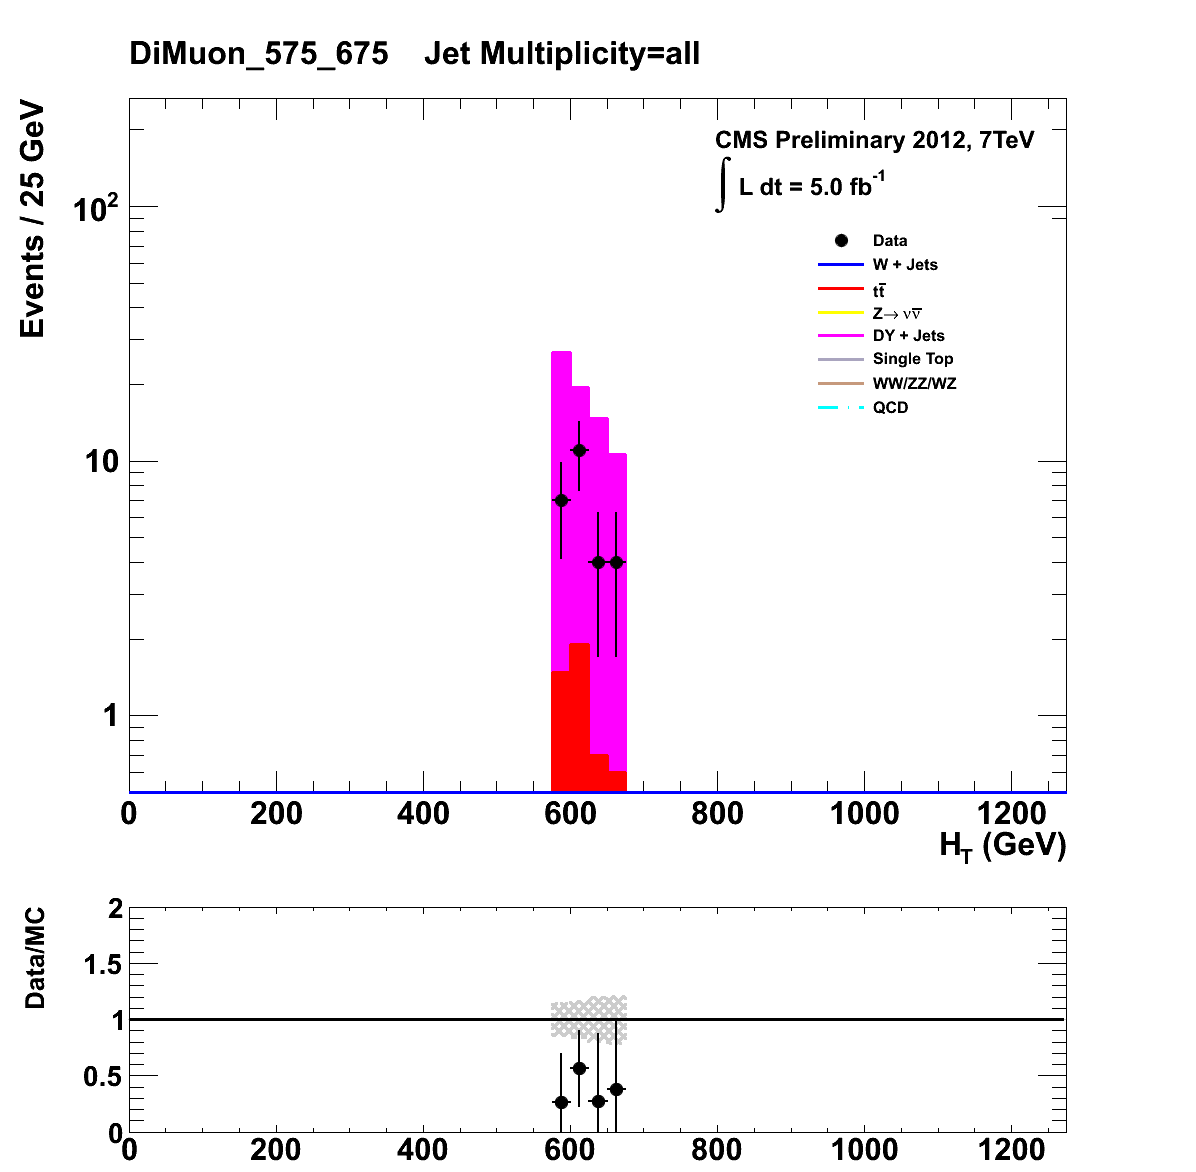 DiMuon_575_675 Jet Multiplicity=all
Events / 25 GeV
CMS Preliminary 2012, 7TeV
∫ L dt = 5.0 fb⁻¹
Data
W + Jets
tt̅
Z→ νν̅
DY + Jets
Single Top
WW/ZZ/WZ
QCD
10²
10
1
0 200 400 600 800 1000 1200
H_T (GeV)
Data/MC
2
1.5
1
0.5
0
0 200 400 600 800 1000 1200